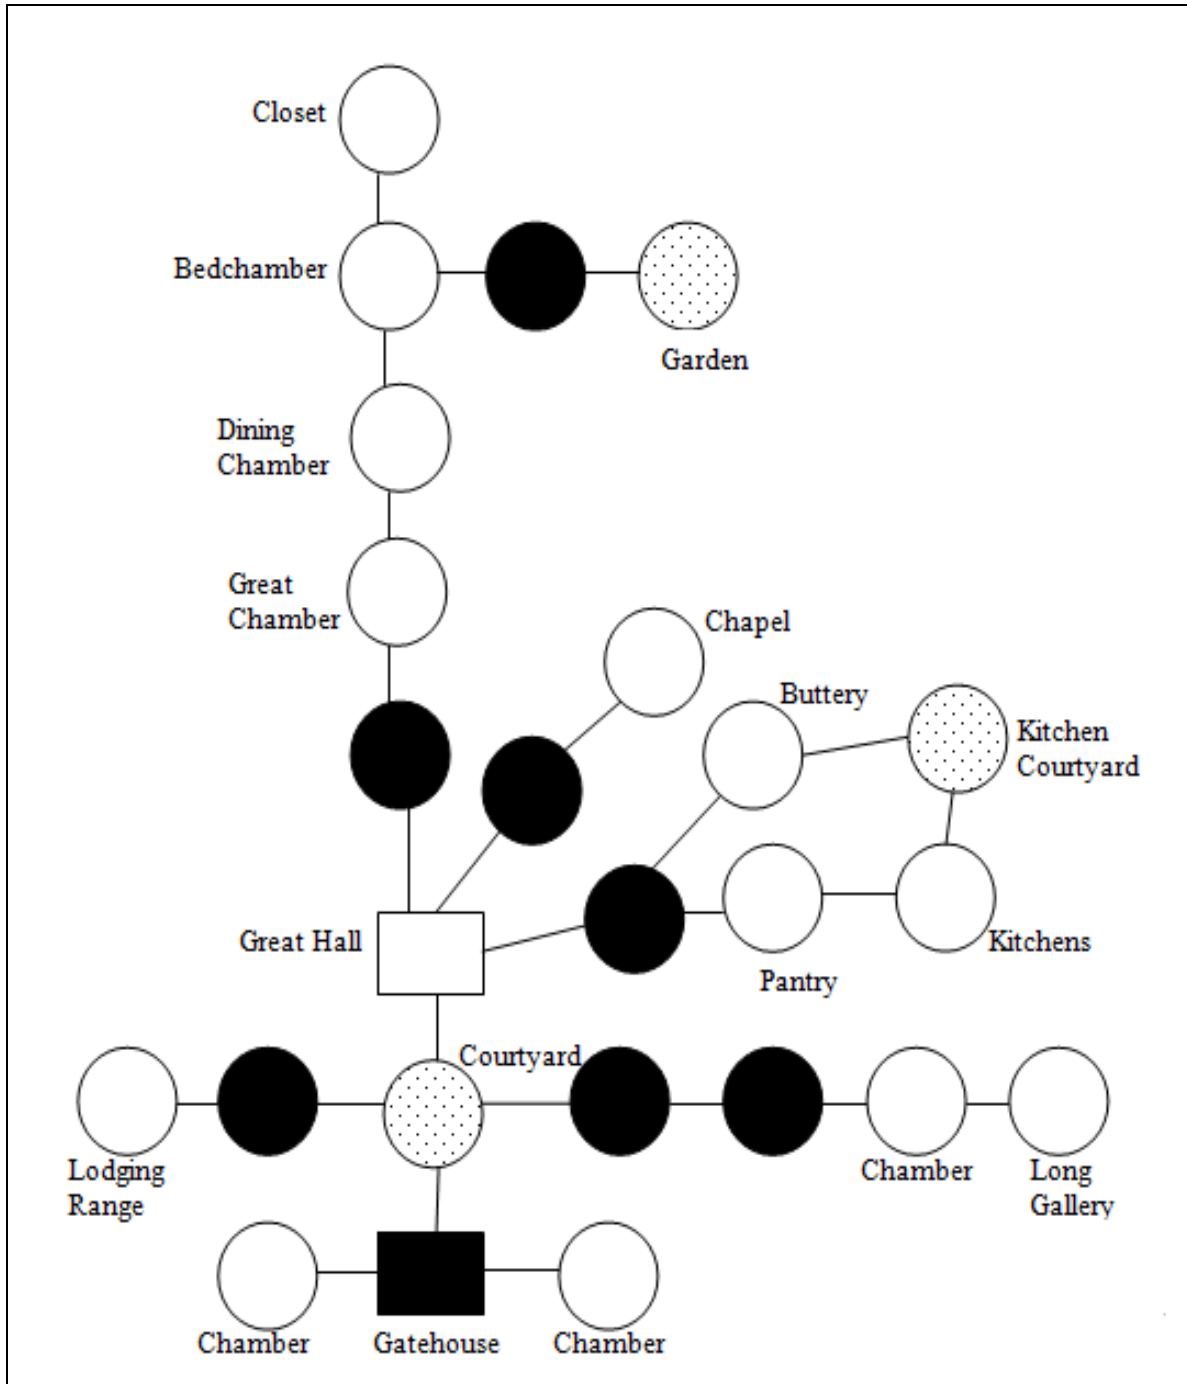 Closet
Bedchamber
Garden
Dining
Chamber
Great
Chamber
Chapel
Buttery
Kitchen
Courtyard
Great Hall
Kitchens
Pantry
Courtyard
Lodging
Range
Chamber
Long
Gallery
Chamber
Gatehouse
Chamber